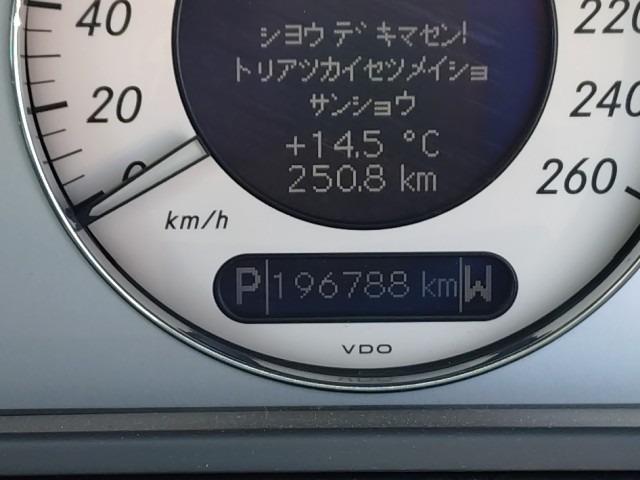 40
シヨウ デキマセン!
220
トリアツカイセツメイショ
20
サンショウ
240
+14.5 °C
0
250.8 km
260
km/h
P 196788 km W
VDO